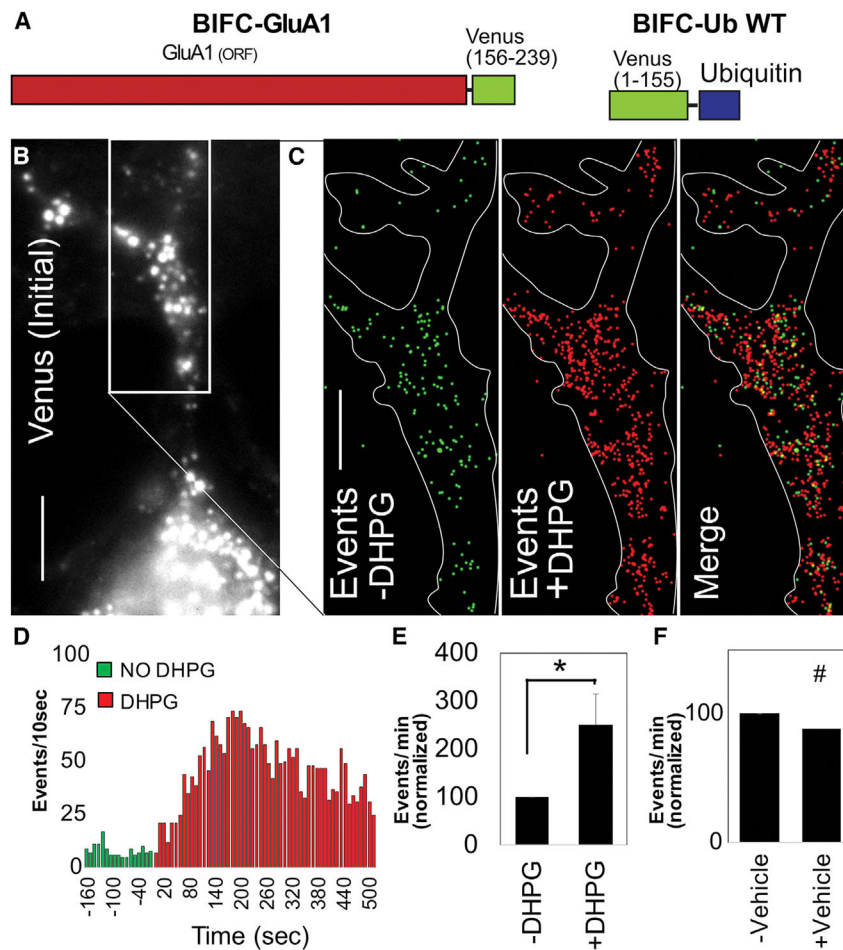 A
BIFC-GluA1
BIFC-Ub WT
GluA1 (ORF)
Venus
(156-239)
Venus
(1-155)
Ubiquitin
B
Venus (Initial)
C
Events
-DHPG
Events
+DHPG
Merge
D
100
75
50
25
0
Events/10sec
NO DHPG
DHPG
-160
-100
-40
20
80
140
200
260
320
380
440
500
Time (sec)
E
400
300
200
100
0
Events/min
(normalized)
*
-DHPG
+DHPG
F
100
0
Events/min
(normalized)
#
-Vehicle
+Vehicle